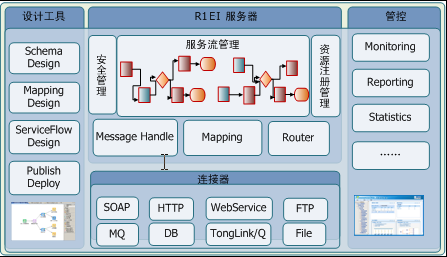 设计工具
Schema
Design
Mapping
Design
ServiceFlow
Design
Publish
Deploy
R1EI 服务器
安全管理
服务流管理
资源注册管理
Message Handle
Mapping
Router
连接器
SOAP
HTTP
WebService
FTP
MQ
DB
TongLink/Q
File
管控
Monitoring
Reporting
Statistics
……